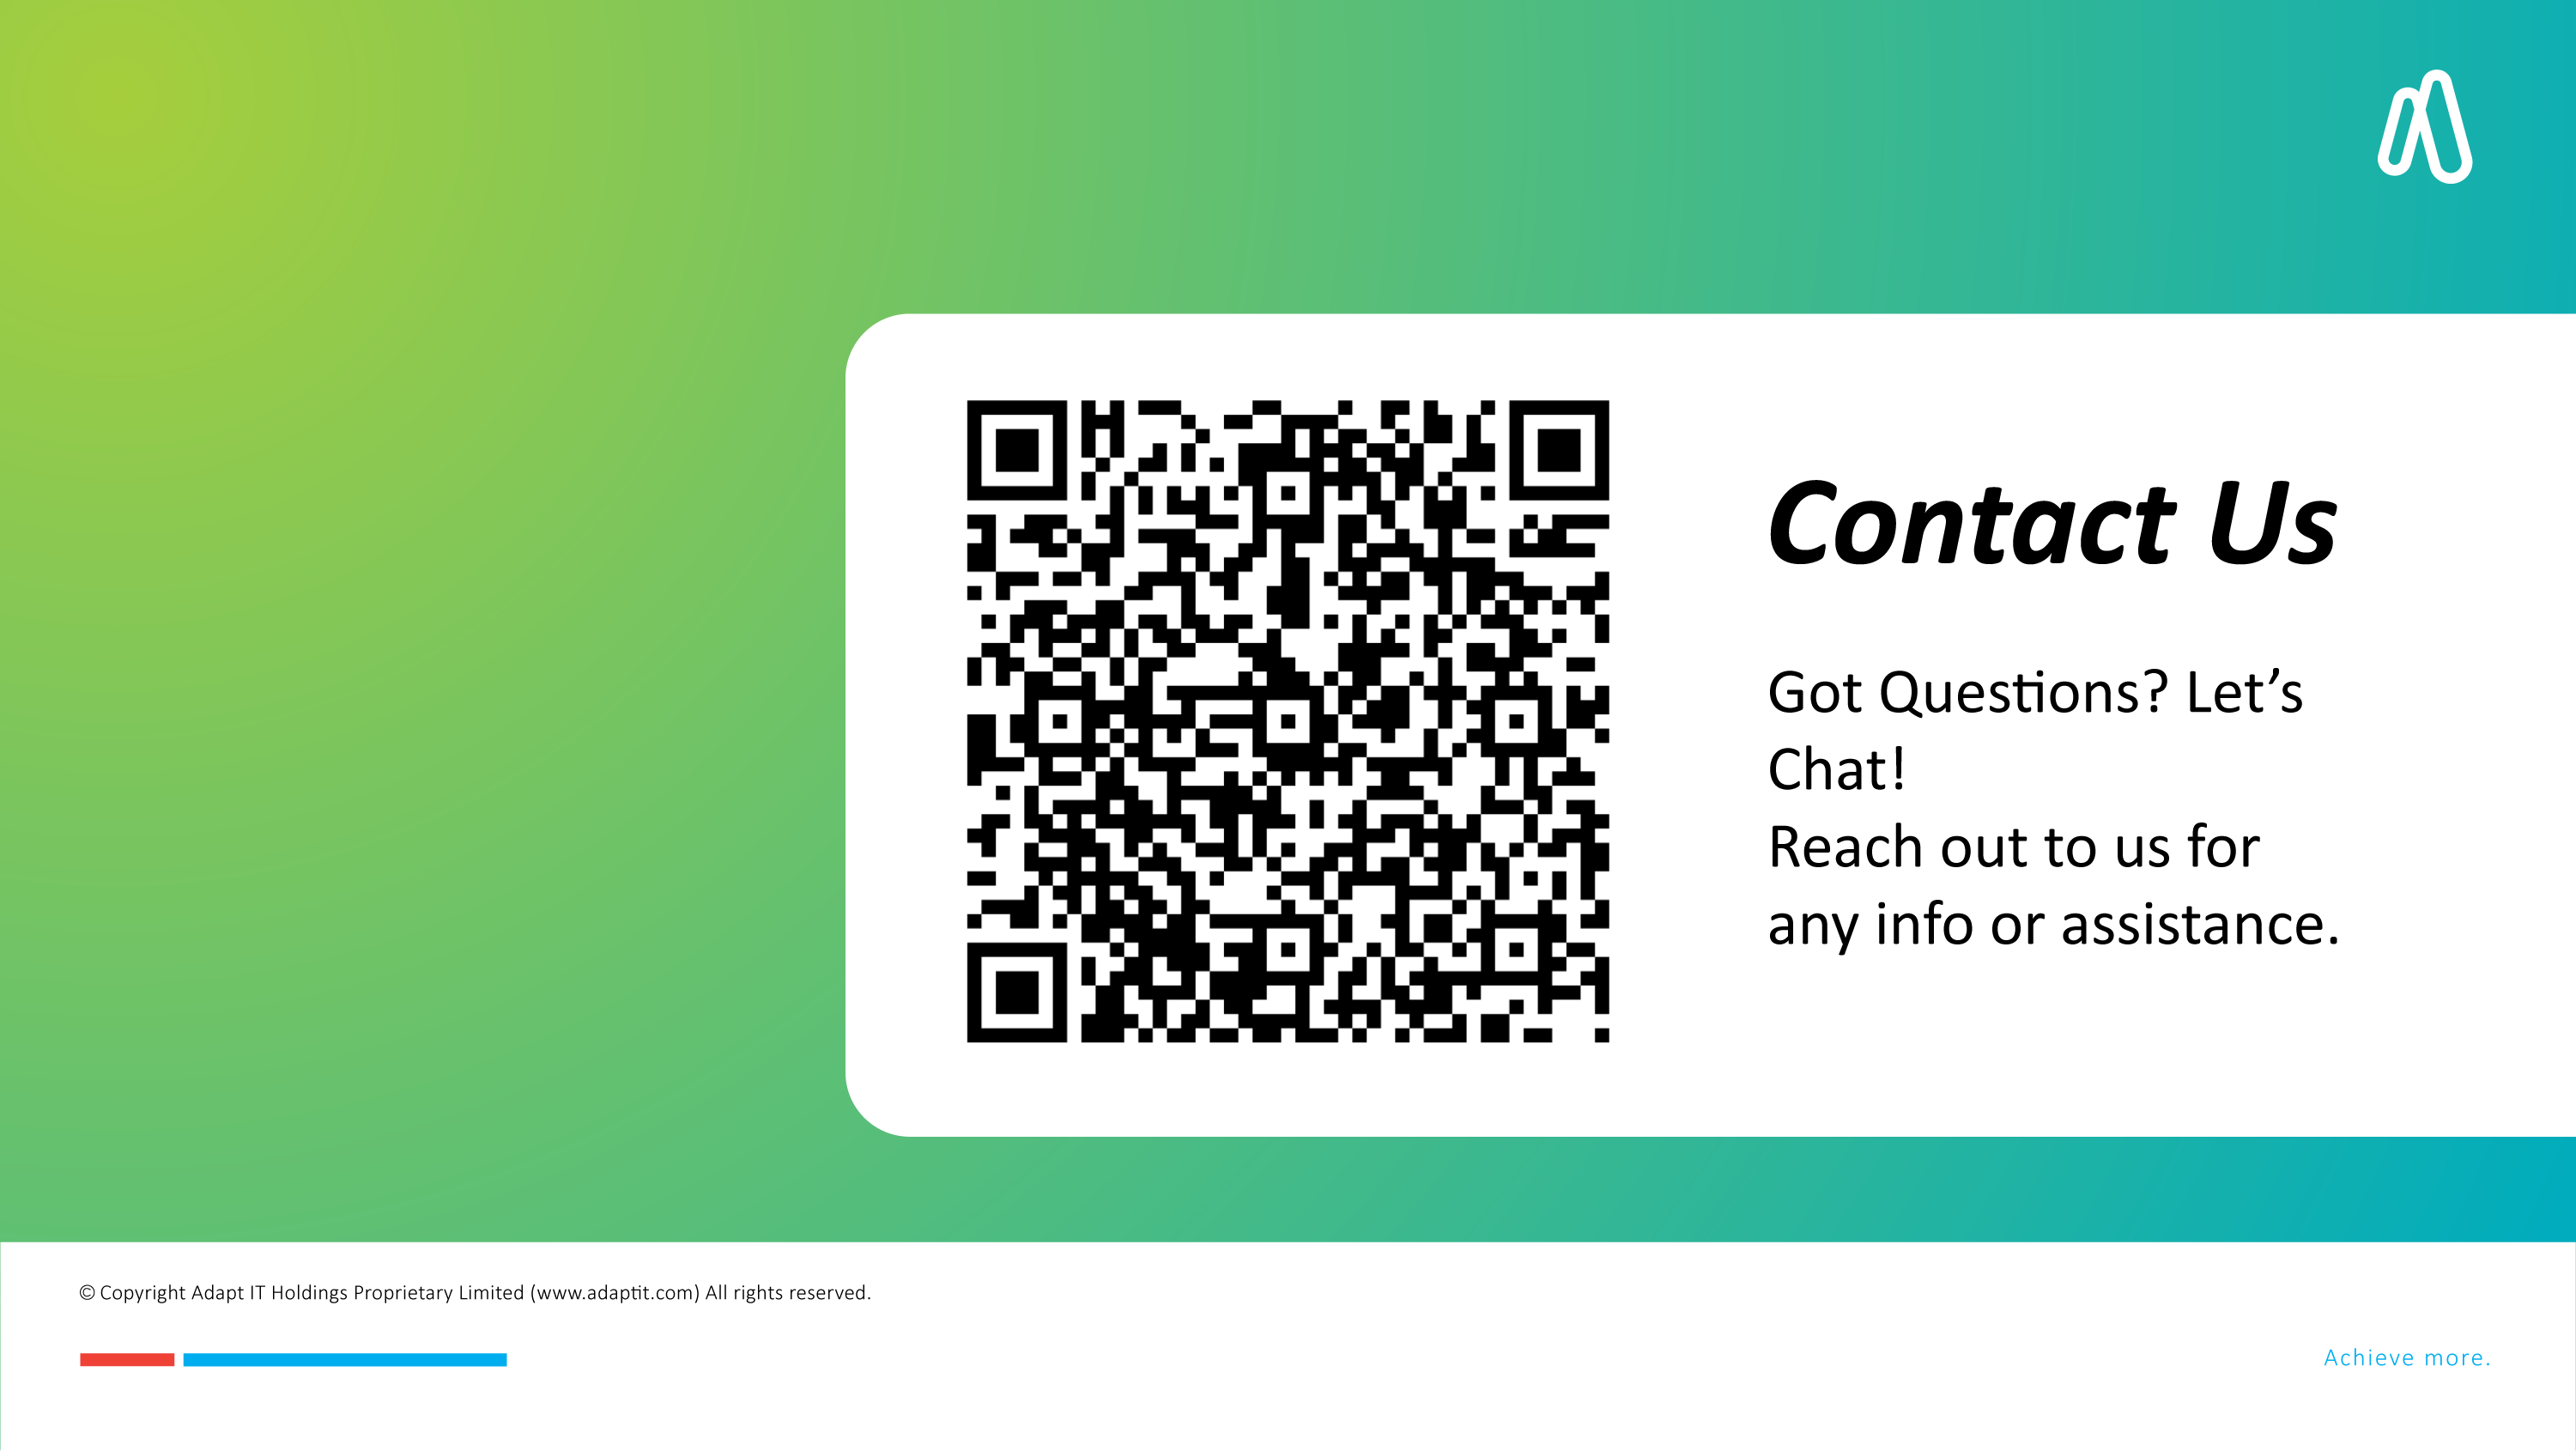 Contact Us
Got Questions? Let’s
Chat!
Reach out to us for
any info or assistance.
© Copyright Adapt IT Holdings Proprietary Limited (www.adaptit.com) All rights reserved.
Achieve more.